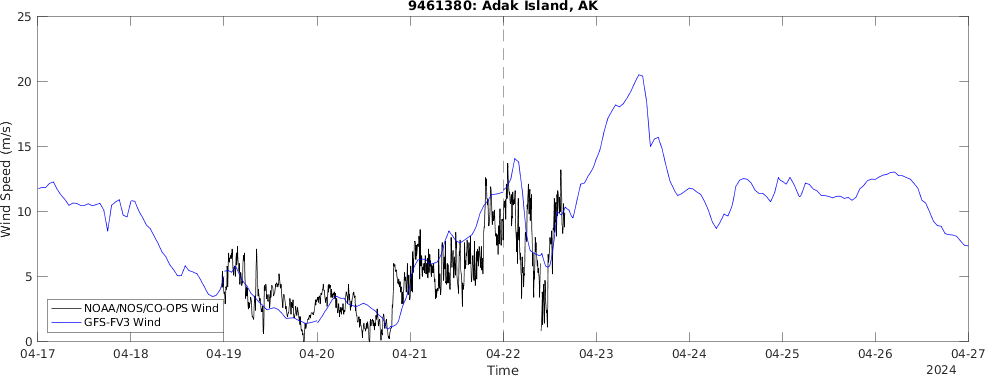 9461380: Adak Island, AK
25
20
15
10
5
0
Wind Speed (m/s)
NOAA/NOS/CO-OPS Wind
GFS-FV3 Wind
04-17 04-18 04-19 04-20 04-21 04-22 04-23 04-24 04-25 04-26 04-27
Time
2024